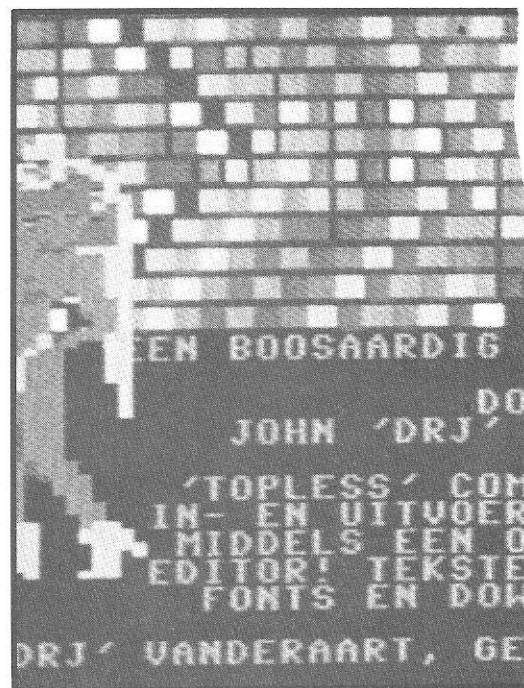 EEN BOOSAARDIG
DO
JOHN 'DRJ'
'TOPLESS' COM
IN- EN UITVOER
MIDDELS EEN O
EDITOR! TEKSTE
FONTS EN DOW
DRJ' VANDERAART, GE